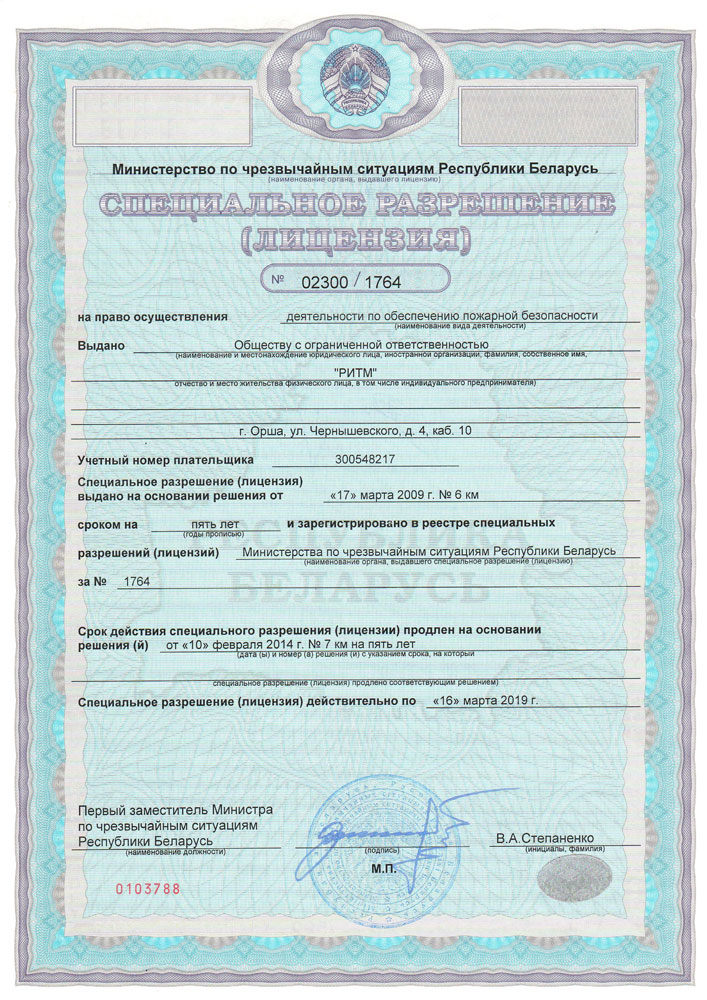 Министерство по чрезвычайным ситуациям Республики Беларусь
(наименование органа, выдавшего лицензию)
СПЕЦИАЛЬНОЕ РАЗРЕШЕНИЕ
(ЛИЦЕНЗИЯ)
№ 02300 / 1764
на право осуществления деятельности по обеспечению пожарной безопасности
(наименование вида деятельности)
Выдано Обществу с ограниченной ответственностью
(наименование и местонахождение юридического лица, иностранной организации, фамилия, собственное имя,
"РИТМ"
отчество и место жительства физического лица, в том числе индивидуального предпринимателя)
г. Орша, ул. Чернышевского, д. 4, каб. 10
Учетный номер плательщика 300548217
Специальное разрешение (лицензия)
выдано на основании решения от «17» марта 2009 г. № 6 км
сроком на пять лет и зарегистрировано в реестре специальных
(годы прописью)
разрешений (лицензий) Министерства по чрезвычайным ситуациям Республики Беларусь
(наименование органа, выдавшего специальное разрешение (лицензию)
за № 1764
РЕСПУБЛИКА
БЕЛАРУСЬ
Срок действия специального разрешения (лицензии) продлен на основании
решения (й) от «10» февраля 2014 г. № 7 км на пять лет
(дата (ы) и номер (а) решения (й) с указанием срока, на который
специальное разрешение (лицензия) продлено соответствующим решением)
Специальное разрешение (лицензия) действительно по «16» марта 2019 г.
Первый заместитель Министра
по чрезвычайным ситуациям
Республики Беларусь В.А.Степаненко
(наименование должности) (подпись) (инициалы, фамилия)
М.П.
0103788